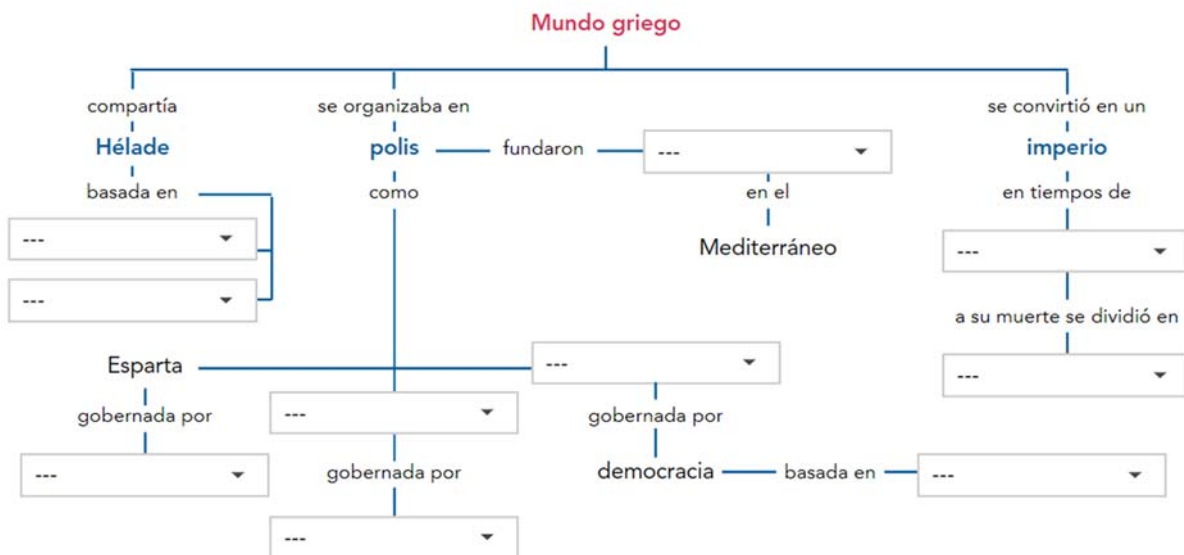 Mundo griego
compartía
se organizaba en
se convirtió en un
Hélade
polis
fundaron
---
imperio
basada en
como
en el
en tiempos de
---
Mediterráneo
---
---
a su muerte se dividió en
Esparta
---
---
gobernada por
---
gobernada por
---
gobernada por
democracia
basada en
---
---